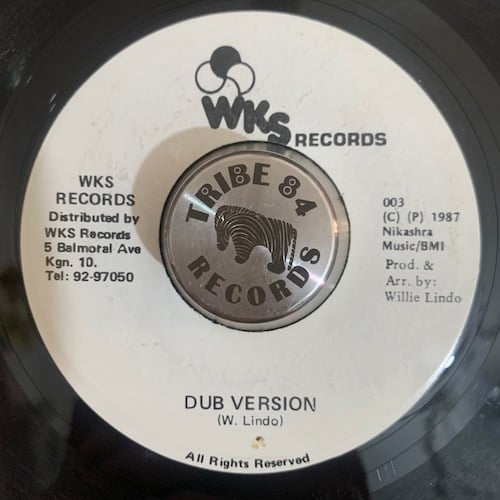 WKS RECORDS
WKS
RECORDS
Distributed by
WKS Records
5 Balmoral Ave
Kgn. 10.
Tel: 92-97050
TRIBE 84
RECORDS
003
(C) (P) 1987
Nikashra
Music/BMI
Prod. &
Arr. by:
Willie Lindo
DUB VERSION
(W. Lindo)
All Rights Reserved